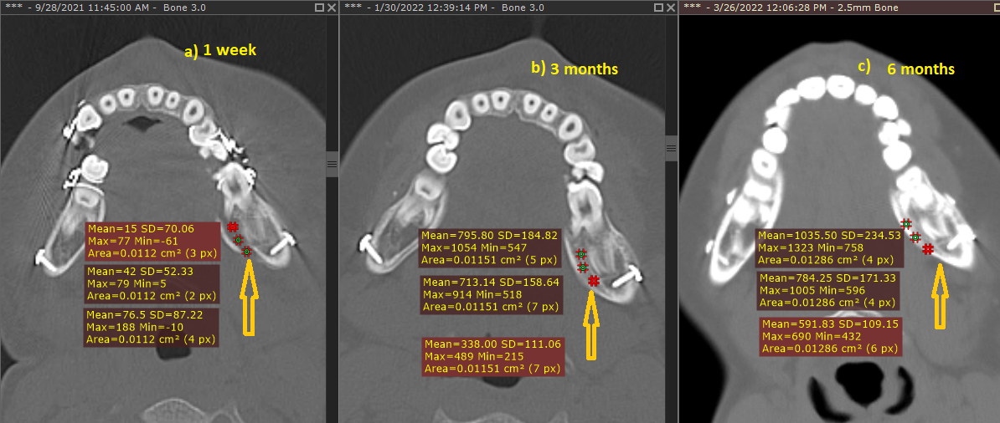 *** - 9/28/2021 11:45:00 AM - Bone 3.0
a) 1 week
Mean=15 SD=70.06
Max=77 Min=-61
Area=0.0112 cm² (3 px)
Mean=42 SD=52.33
Max=79 Min=5
Area=0.0112 cm² (2 px)
Mean=76.5 SD=87.22
Max=188 Min=-10
Area=0.0112 cm² (4 px)
*** - 1/30/2022 12:39:14 PM - Bone 3.0
b) 3 months
Mean=795.80 SD=184.82
Max=1054 Min=547
Area=0.01151 cm² (5 px)
Mean=713.14 SD=158.64
Max=914 Min=518
Area=0.01151 cm² (7 px)
Mean=338.00 SD=111.06
Max=489 Min=215
Area=0.01151 cm² (7 px)
*** - 3/26/2022 12:06:28 PM - 2.5mm Bone
c) 6 months
Mean=1035.50 SD=234.53
Max=1323 Min=758
Area=0.01286 cm² (4 px)
Mean=784.25 SD=171.33
Max=1005 Min=596
Area=0.01286 cm² (4 px)
Mean=591.83 SD=109.15
Max=690 Min=432
Area=0.01286 cm² (6 px)